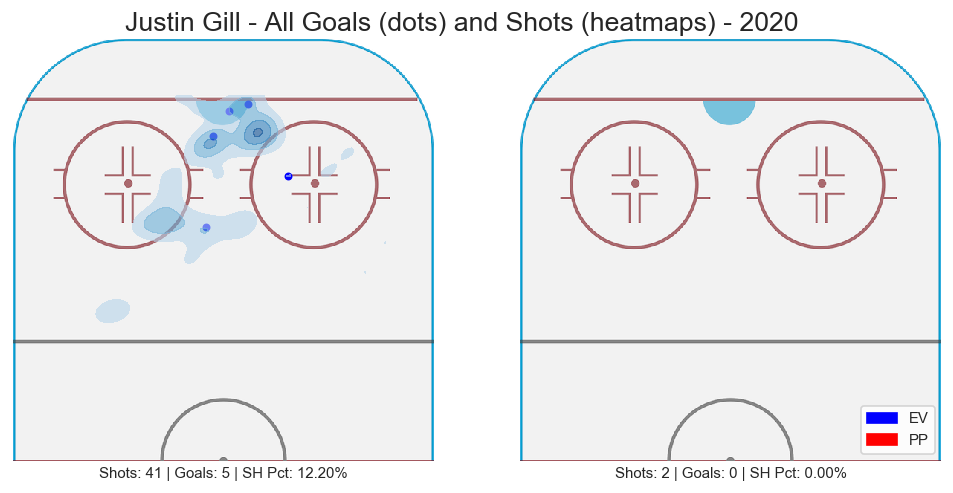 Justin Gill - All Goals (dots) and Shots (heatmaps) - 2020
EV
PP
Shots: 41 | Goals: 5 | SH Pct: 12.20%
Shots: 2 | Goals: 0 | SH Pct: 0.00%